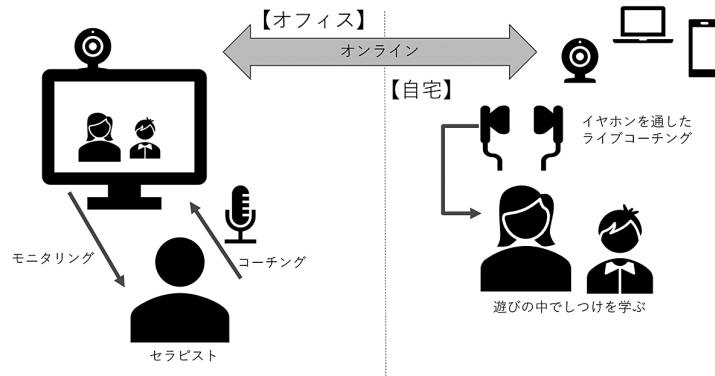 【オフィス】
オンライン
【自宅】
イヤホンを通した
ライブコーチング
モニタリング
コーチング
セラピスト
遊びの中でしつけを学ぶ